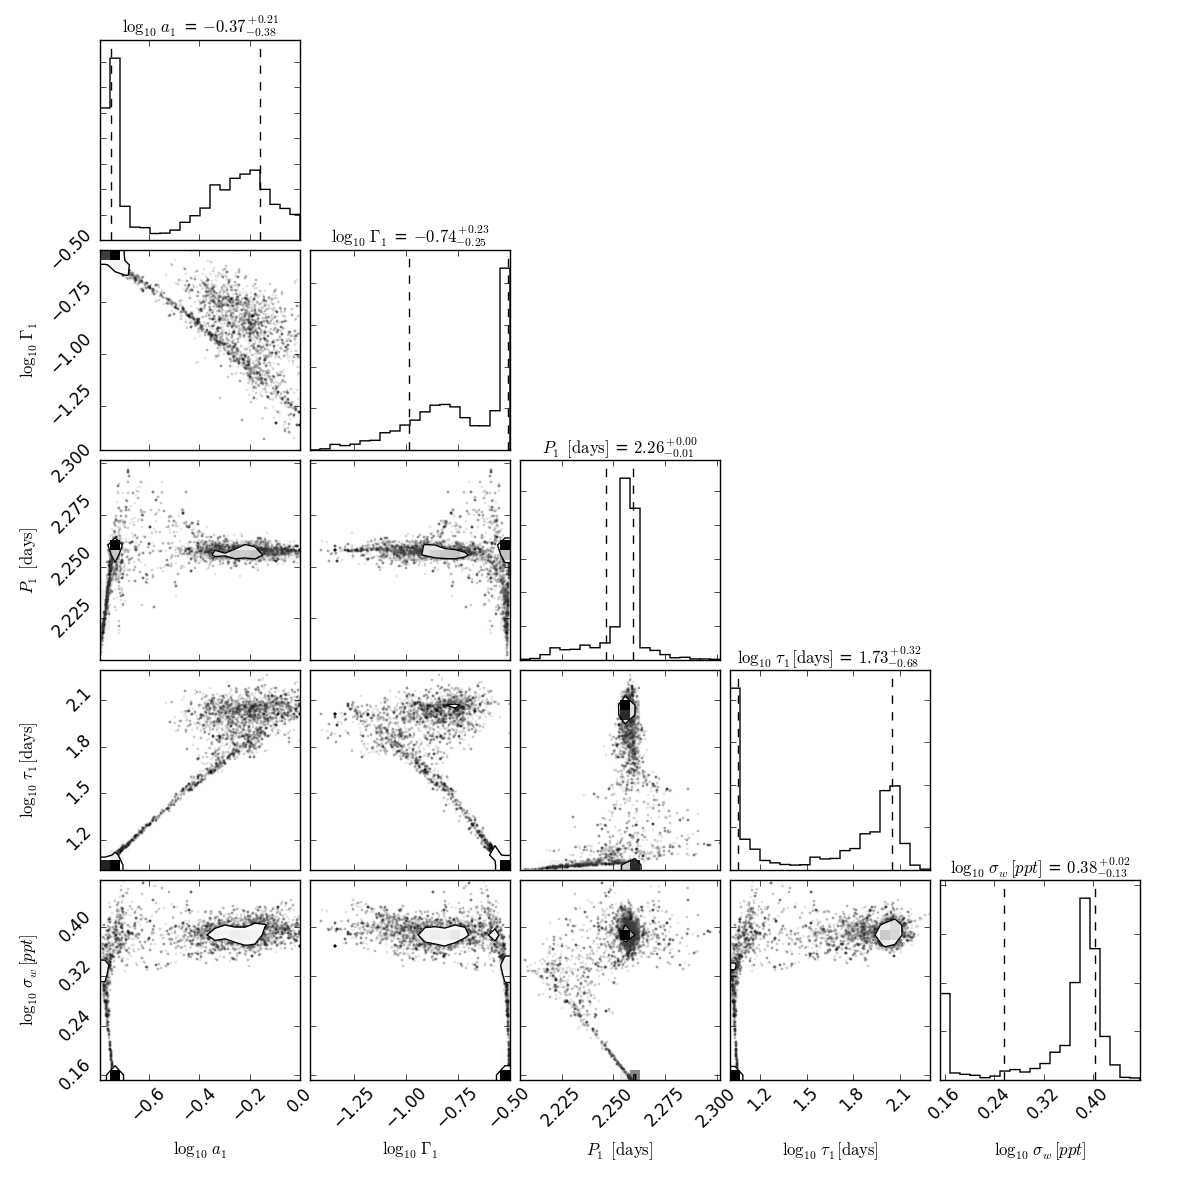 log₁₀ a₁ = −0.37 +0.21 −0.38
−0.50
log₁₀ Γ₁ = −0.74 +0.23 −0.25
log₁₀ Γ₁
−0.75
−1.00
−1.25
2.300
P₁ [days] = 2.26 +0.00 −0.01
P₁ [days]
2.275
2.250
2.225
log₁₀ τ₁[days] = 1.73 +0.32 −0.68
log₁₀ τ₁[days]
2.1
1.8
1.5
1.2
log₁₀ σ_w[ppt] = 0.38 +0.02 −0.13
log₁₀ σ_w[ppt]
0.40
0.32
0.24
0.16
−0.6 −0.4 −0.2 0.0 −1.25 −1.00 −0.75 −0.50 2.225 2.250 2.275 2.300 1.2 1.5 1.8 2.1 0.16 0.24 0.32 0.40
log₁₀ a₁ log₁₀ Γ₁ P₁ [days] log₁₀ τ₁[days] log₁₀ σ_w[ppt]